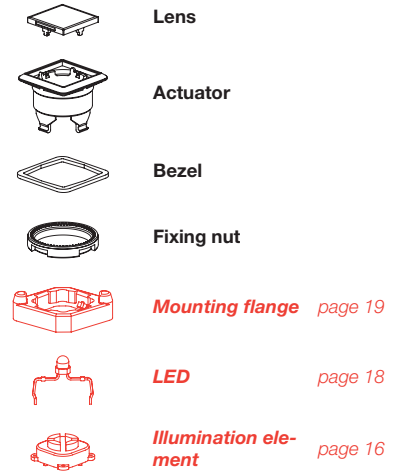 Lens
Actuator
Bezel
Fixing nut
Mounting flange page 19
LED page 18
Illumination ele-
ment page 16